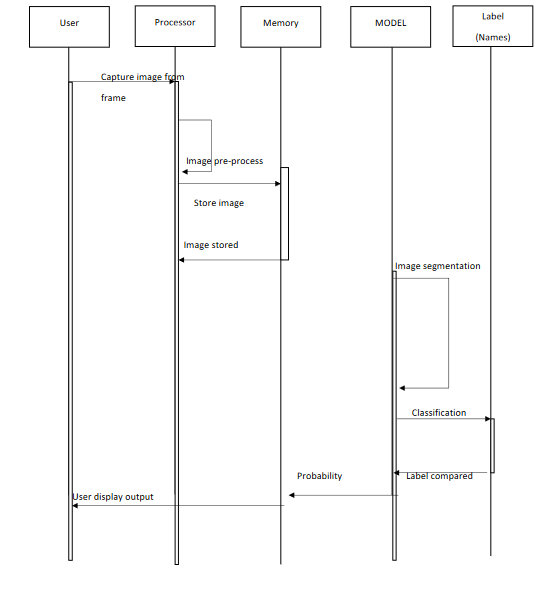 User
Processor
Memory
MODEL
Label
(Names)
Capture image from
frame
Image pre-process
Store image
Image stored
Image segmentation
Classification
Label compared
Probability
User display output